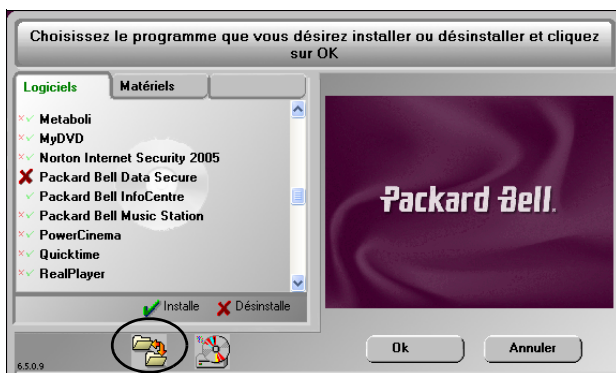 Choisissez le programme que vous désirez installer ou désinstaller et cliquez
sur OK
Logiciels
Matériels
Metaboli
MyDVD
Norton Internet Security 2005
Packard Bell Data Secure
Packard Bell InfoCentre
Packard Bell Music Station
PowerCinema
Quicktime
RealPlayer
Installe
Désinstalle
Packard Bell.
6.5.0.9
Ok
Annuler